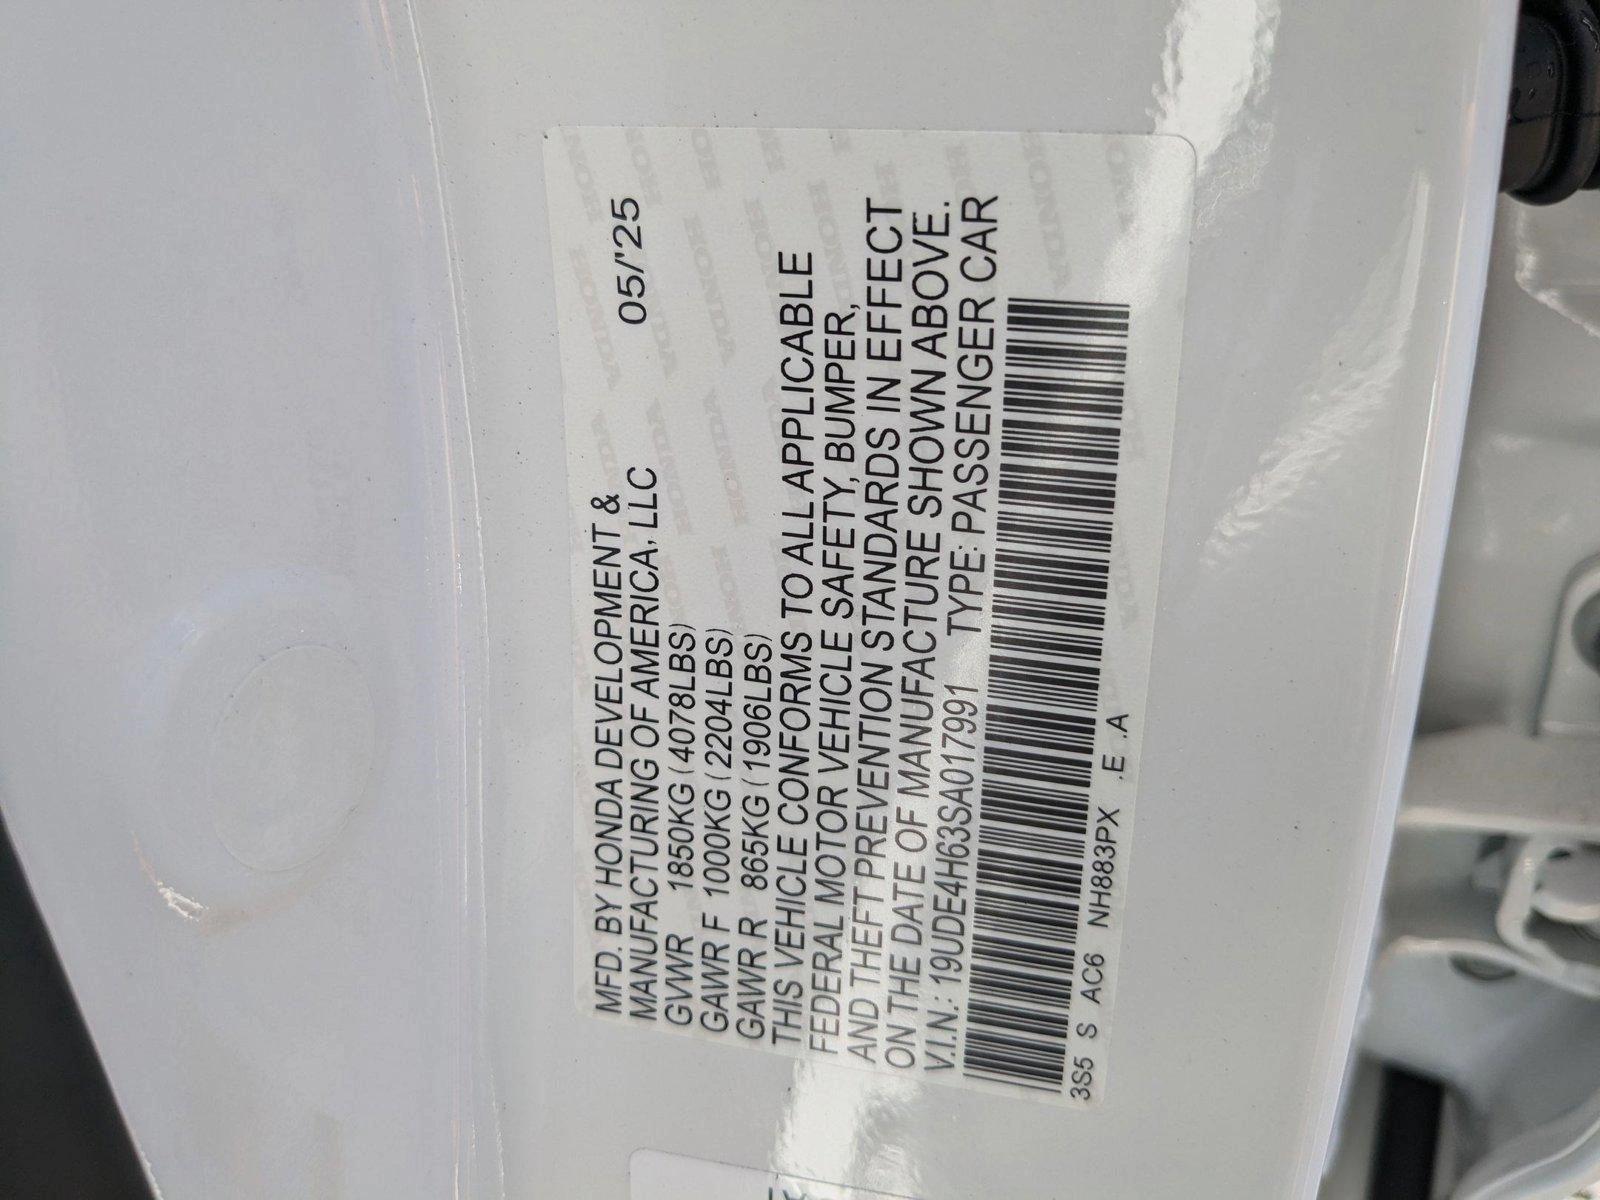 MFD. BY HONDA DEVELOPMENT &
MANUFACTURING OF AMERICA, LLC 05/'25
GVWR 1850KG (4078LBS)
GAWR F 1000KG (2204LBS)
GAWR R 865KG (1906LBS)
THIS VEHICLE CONFORMS TO ALL APPLICABLE
FEDERAL MOTOR VEHICLE SAFETY, BUMPER,
AND THEFT PREVENTION STANDARDS IN EFFECT
ON THE DATE OF MANUFACTURE SHOWN ABOVE.
V.I.N.: 19UDE4H63SA017991 TYPE: PASSENGER CAR
3S5 S AC6 NH883PX .E .A